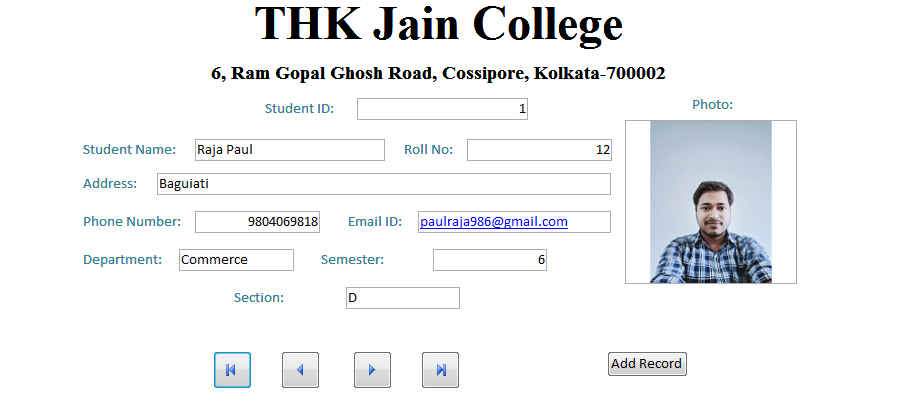 THK Jain College
6, Ram Gopal Ghosh Road, Cossipore, Kolkata-700002
Student ID: 1
Photo:
Student Name: Raja Paul Roll No: 12
Address: Baguiati
Phone Number: 9804069818 Email ID: paulraja986@gmail.com
Department: Commerce Semester: 6
Section: D
Add Record